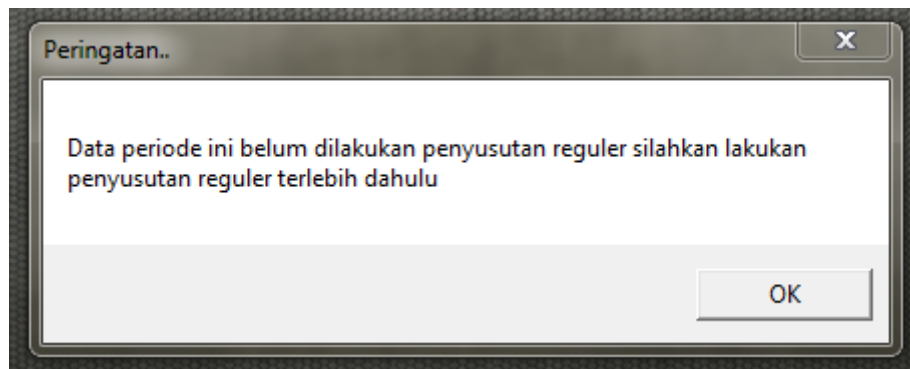 Peringatan..
Data periode ini belum dilakukan penyusutan reguler silahkan lakukan
penyusutan reguler terlebih dahulu
OK